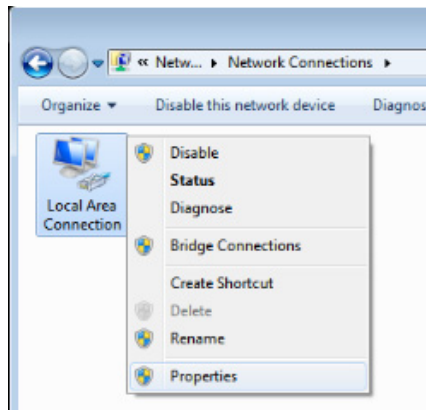 « Netw... ▸ Network Connections ▸
Organize ▾ Disable this network device Diagnos
Local Area
Connection
Disable
Status
Diagnose
Bridge Connections
Create Shortcut
Delete
Rename
Properties